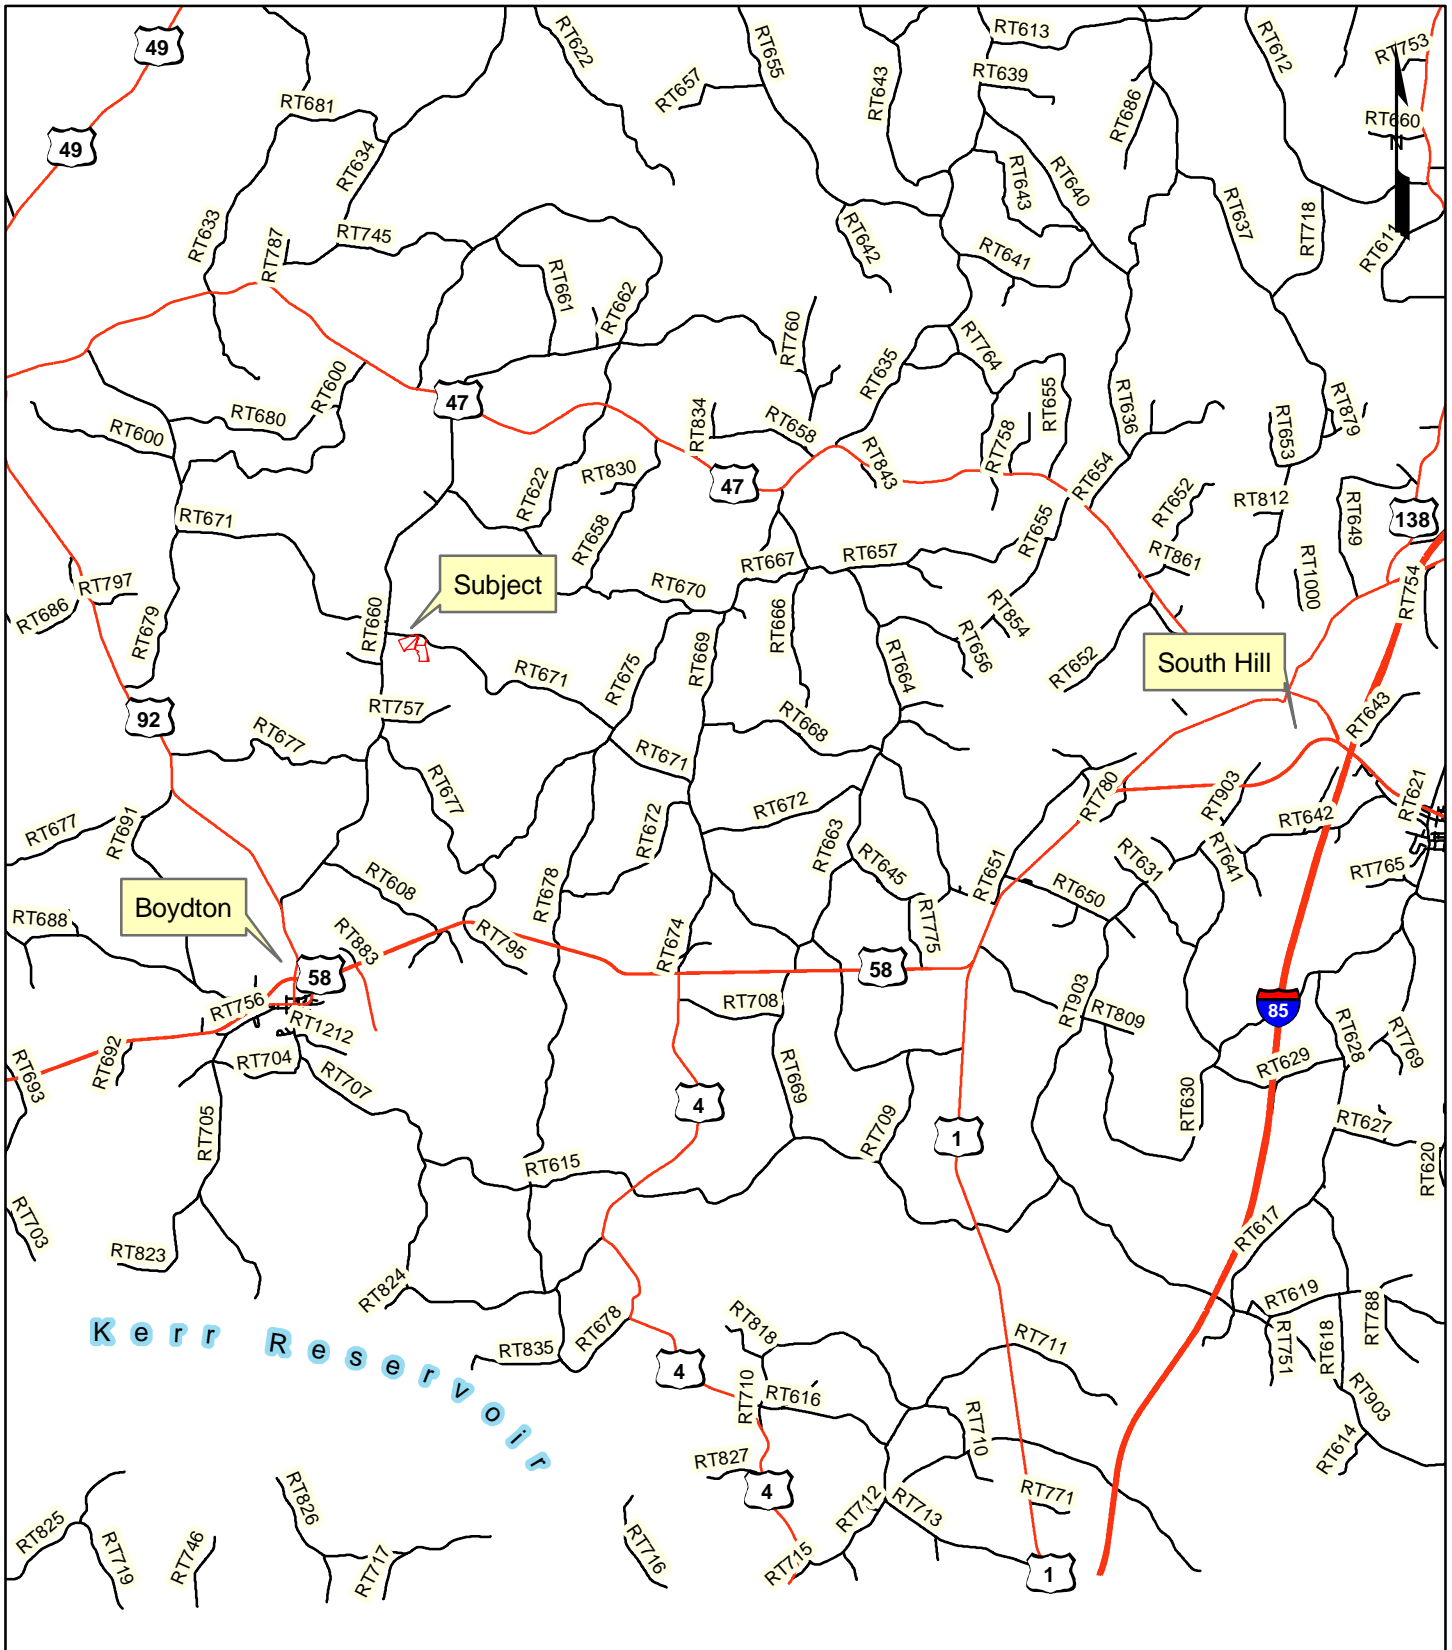 49
RT622
RT655
RT613
RT612
RT753
RT657
RT643
RT639
RT686
RT681
49
RT634
RT660
N
RT643
RT640
RT633
RT787
RT745
RT642
RT641
RT637
RT718
RT611
RT661
RT662
RT760
RT635
RT764
RT600
RT680
RT600
47
RT834
RT658
RT843
RT758
RT655
RT636
RT653
RT879
RT830
RT622
RT658
47
RT654
RT652
RT812
RT649
138
RT671
RT655
RT861
RT1000
RT754
Subject
RT667
RT657
RT797
RT686
RT679
RT660
RT670
RT666
RT854
RT656
RT652
South Hill
RT671
RT675
RT669
RT664
92
RT757
RT677
RT668
RT643
RT671
RT677
RT780
RT903
RT621
RT677
RT691
RT672
RT672
RT663
RT642
RT645
RT651
RT631
RT641
RT765
RT608
RT678
RT650
Boydton
RT688
RT883
RT795
RT674
RT775
58
58
RT756
RT1212
RT708
RT903
RT809
85
RT628
RT769
RT693
RT692
RT704
RT707
RT669
RT629
RT705
4
RT709
1
RT630
RT627
RT615
RT620
RT703
RT823
RT617
RT824
RT678
RT835
RT818
RT711
RT619
RT788
RT751
RT618
Kerr Reservoir
4
RT710
RT616
RT710
RT903
RT614
RT827
4
RT712
RT713
RT771
RT825
RT719
RT746
RT826
RT717
RT716
RT715
1